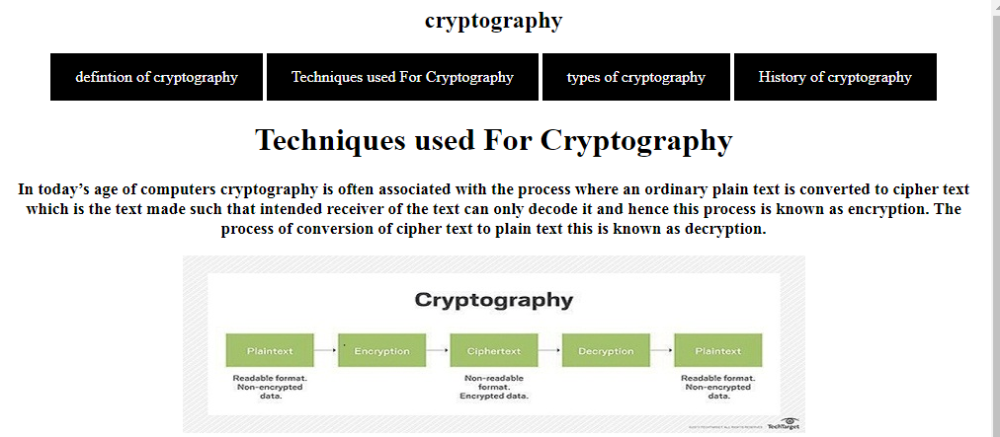 cryptography
defintion of cryptography
Techniques used For Cryptography
types of cryptography
History of cryptography
Techniques used For Cryptography
In today’s age of computers cryptography is often associated with the process where an ordinary plain text is converted to cipher text
which is the text made such that intended receiver of the text can only decode it and hence this process is known as encryption. The
process of conversion of cipher text to plain text this is known as decryption.
Cryptography
Plaintext
Encryption
Ciphertext
Decryption
Plaintext
Readable format.
Non-encrypted
data.
Non-readable
format.
Encrypted data.
Readable format.
Non-encrypted
data.
TechTarget